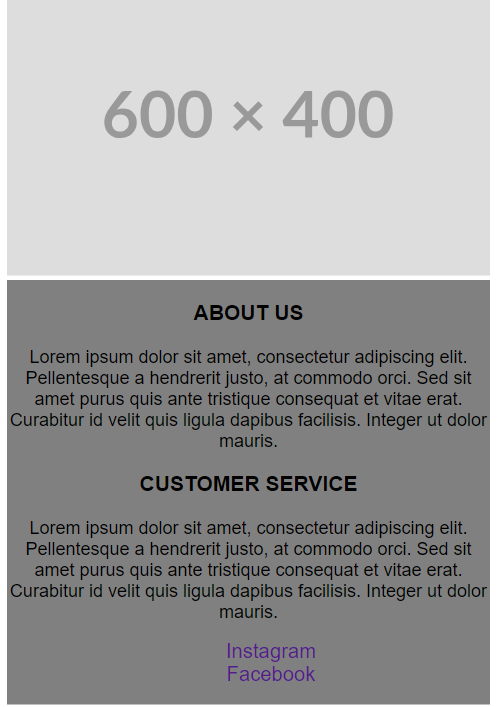 600 × 400
ABOUT US
Lorem ipsum dolor sit amet, consectetur adipiscing elit.
Pellentesque a hendrerit justo, at commodo orci. Sed sit
amet purus quis ante tristique consequat et vitae erat.
Curabitur id velit quis ligula dapibus facilisis. Integer ut dolor
mauris.
CUSTOMER SERVICE
Lorem ipsum dolor sit amet, consectetur adipiscing elit.
Pellentesque a hendrerit justo, at commodo orci. Sed sit
amet purus quis ante tristique consequat et vitae erat.
Curabitur id velit quis ligula dapibus facilisis. Integer ut dolor
mauris.
Instagram
Facebook